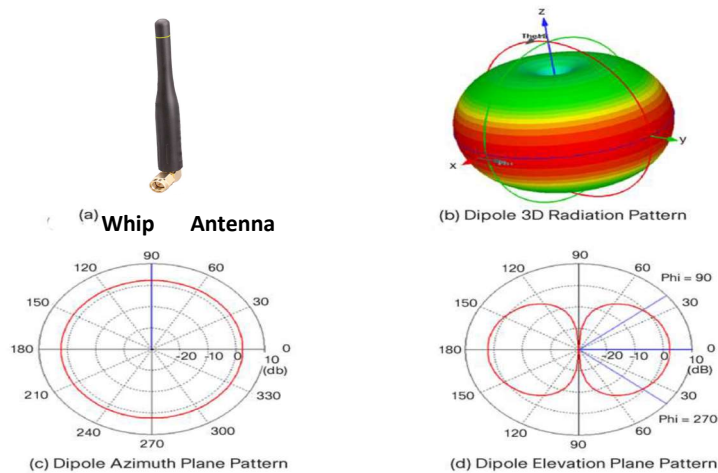 z
Theta
y
x
Phi
(a) Whip Antenna
(b) Dipole 3D Radiation Pattern
90
120
60
150
30
180
-20
-10
0
10
0
(db)
210
330
240
300
270
(c) Dipole Azimuth Plane Pattern
90
120
60
Phi = 90
150
30
180
-20
-10
0
10
0
(dB)
30
Phi = 270
120
60
90
(d) Dipole Elevation Plane Pattern